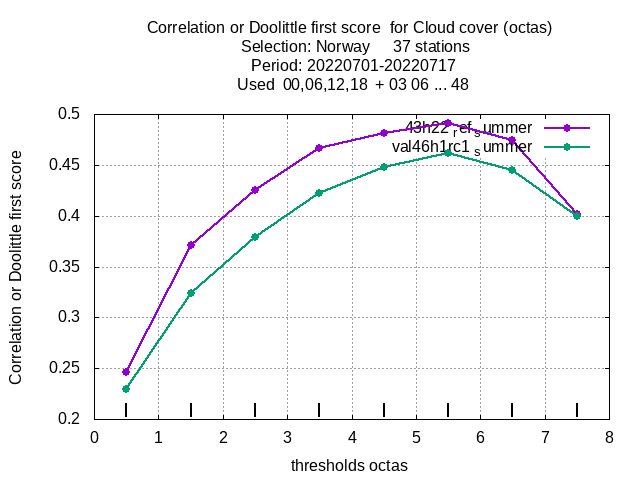 Correlation or Doolittle first score  for Cloud cover (octas)
Selection: Norway     37 stations
Period: 20220701-20220717
Used  00,06,12,18  + 03 06 ... 48
43h22_ref_summer
val46h1rc1_summer
Correlation or Doolittle first score
0.5
0.45
0.4
0.35
0.3
0.25
0.2
0 1 2 3 4 5 6 7 8
thresholds octas